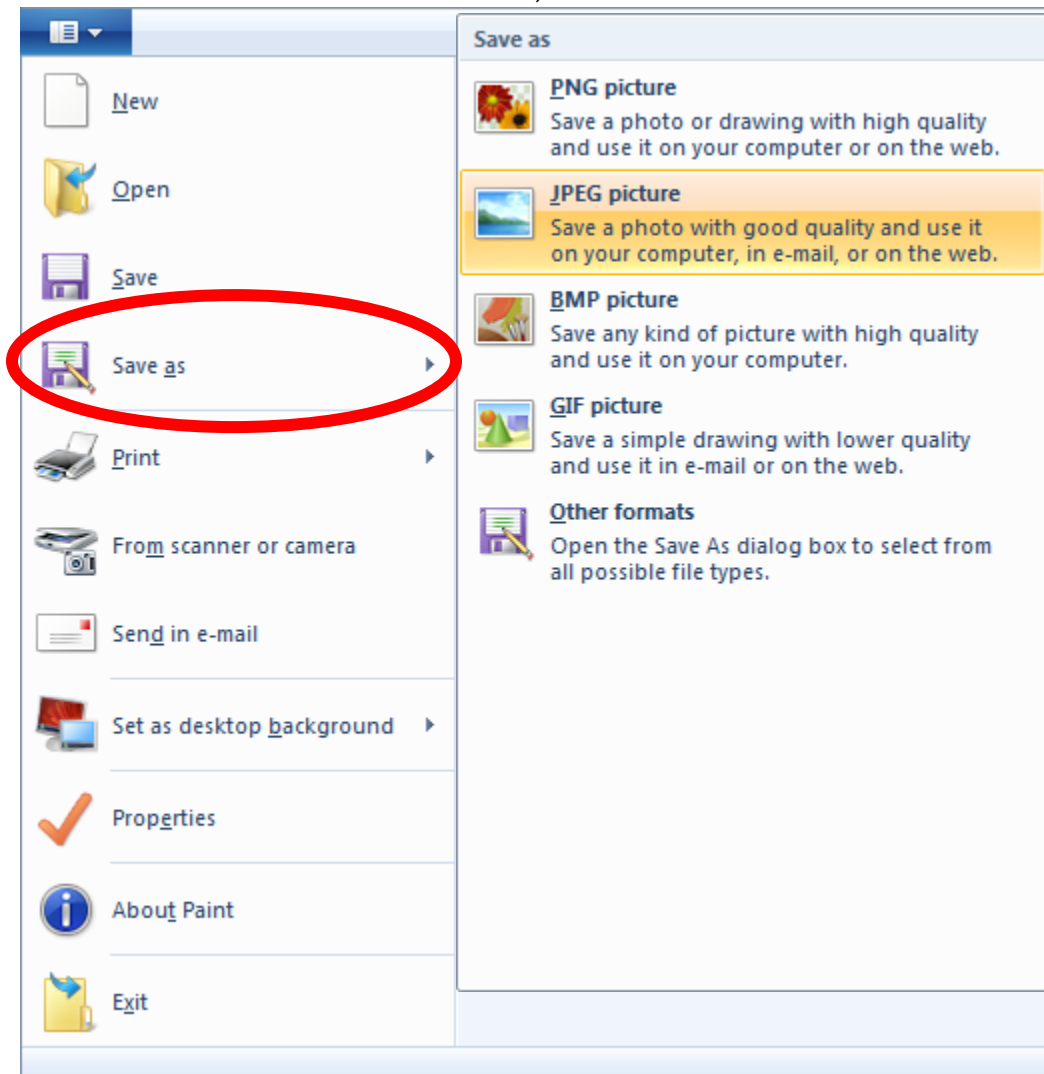 New
Open
Save
Save as
Print
From scanner or camera
Send in e-mail
Set as desktop background
Properties
About Paint
Exit
Save as
PNG picture
Save a photo or drawing with high quality
and use it on your computer or on the web.
JPEG picture
Save a photo with good quality and use it
on your computer, in e-mail, or on the web.
BMP picture
Save any kind of picture with high quality
and use it on your computer.
GIF picture
Save a simple drawing with lower quality
and use it in e-mail or on the web.
Other formats
Open the Save As dialog box to select from
all possible file types.